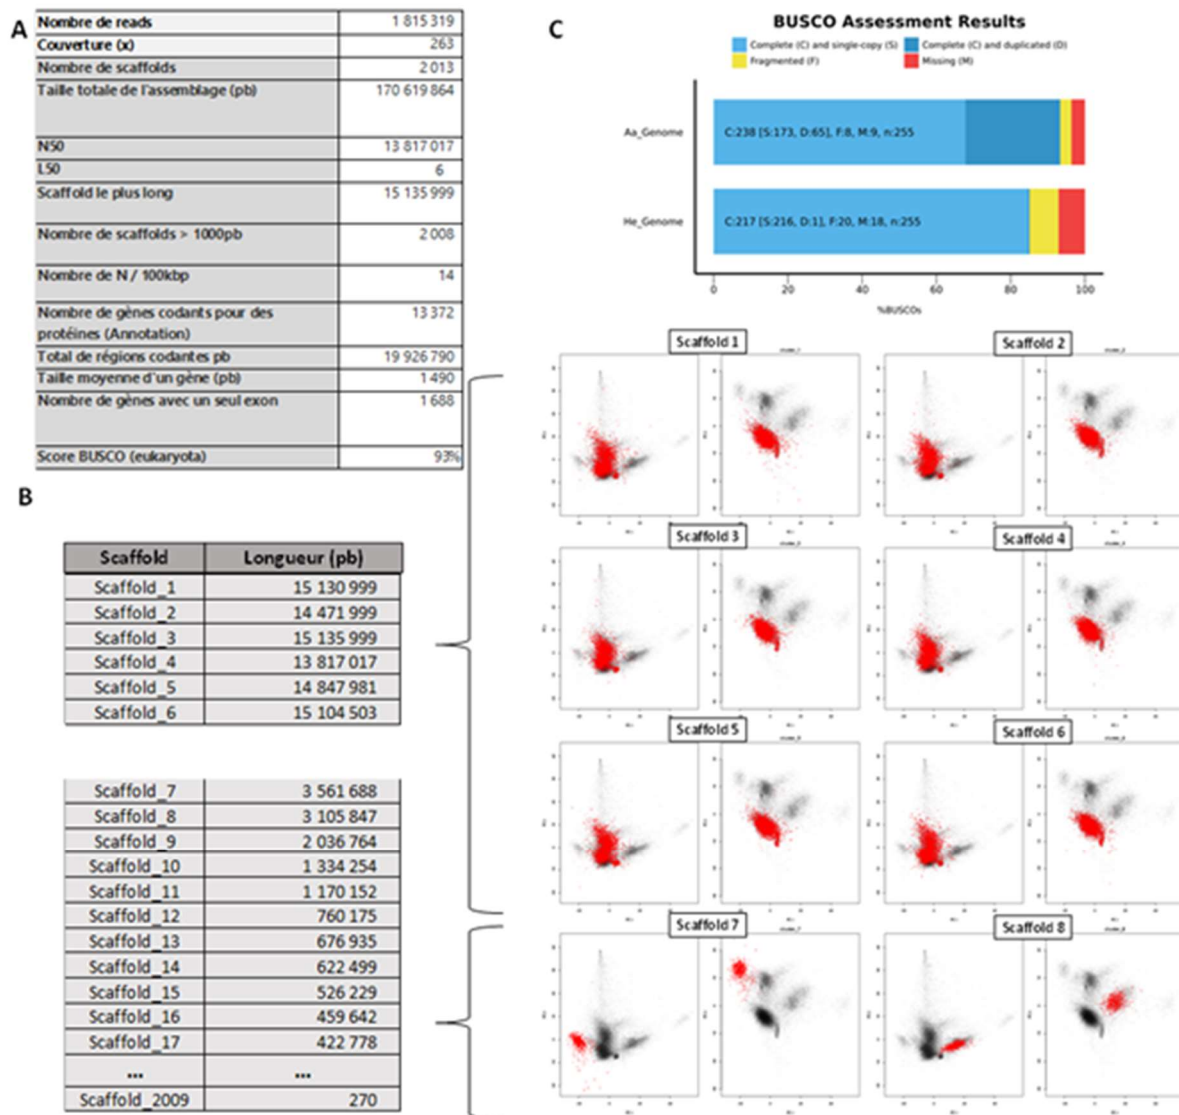 A
Nombre de reads 1 815 319
Couverture (x) 263
Nombre de scaffolds 2 013
Taille totale de l'assemblage (pb) 170 619 864
N50 13 817 017
L50 6
Scaffold le plus long 15 135 999
Nombre de scaffolds > 1000pb 2 008
Nombre de N / 100kbp 14
Nombre de gènes codants pour des
protéines (Annotation) 13 372
Total de régions codantes pb 19 926 790
Taille moyenne d'un gène (pb) 1 490
Nombre de gènes avec un seul exon 1 688
Score BUSCO (eukaryota) 93%
B
Scaffold Longueur (pb)
Scaffold_1 15 130 999
Scaffold_2 14 471 999
Scaffold_3 15 135 999
Scaffold_4 13 817 017
Scaffold_5 14 847 981
Scaffold_6 15 104 503
Scaffold_7 3 561 688
Scaffold_8 3 105 847
Scaffold_9 2 036 764
Scaffold_10 1 334 254
Scaffold_11 1 170 152
Scaffold_12 760 175
Scaffold_13 676 935
Scaffold_14 622 499
Scaffold_15 526 229
Scaffold_16 459 642
Scaffold_17 422 778
... ...
Scaffold_2009 270
C
BUSCO Assessment Results
Complete (C) and single-copy (S) Complete (C) and duplicated (D)
Fragmented (F) Missing (M)
Aa_Genome C:238 [S:173, D:65], F:8, M:9, n:255
He_Genome C:217 [S:216, D:1], F:20, M:18, n:255
0 20 40 60 80 100
%BUSCOs
Scaffold 1 Scaffold 2
Scaffold 3 Scaffold 4
Scaffold 5 Scaffold 6
Scaffold 7 Scaffold 8